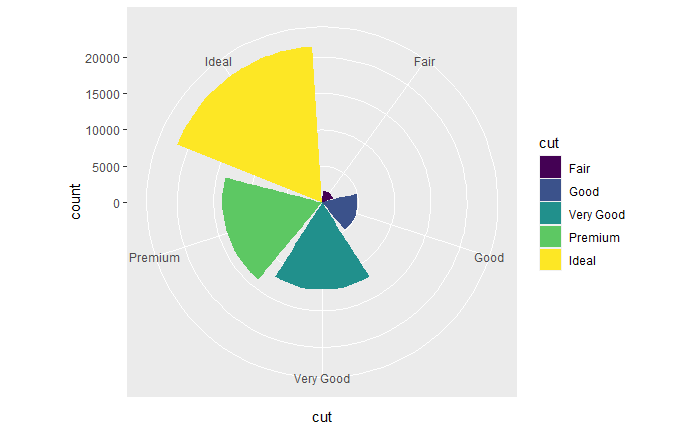 20000
15000
10000
5000
0
count
Ideal
Fair
Premium
Good
Very Good
cut
cut
Fair
Good
Very Good
Premium
Ideal